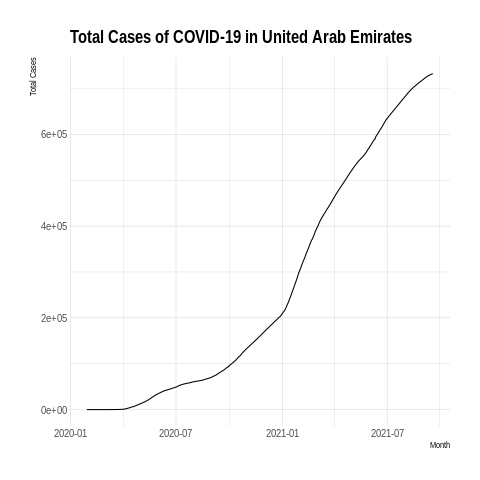 Total Cases of COVID-19 in United Arab Emirates
Total Cases
6e+05
4e+05
2e+05
0e+00
2020-01 2020-07 2021-01 2021-07
Month